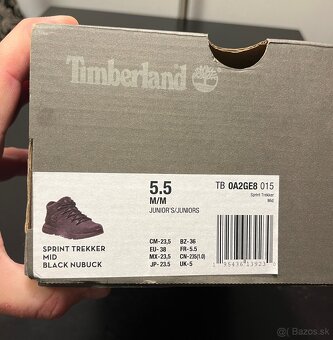 Timberland
5.5
M/M
JUNIOR'S/JUNIORS
TB 0A2GE8 015
Sprint Trekker
Mid
SPRINT TREKKER
MID
BLACK NUBUCK
CM-23,5 BZ-36
EU-38 FR-5.5
MX-23,5 CN-235(1.0)
JP-23.5 UK-5
bazos.sk